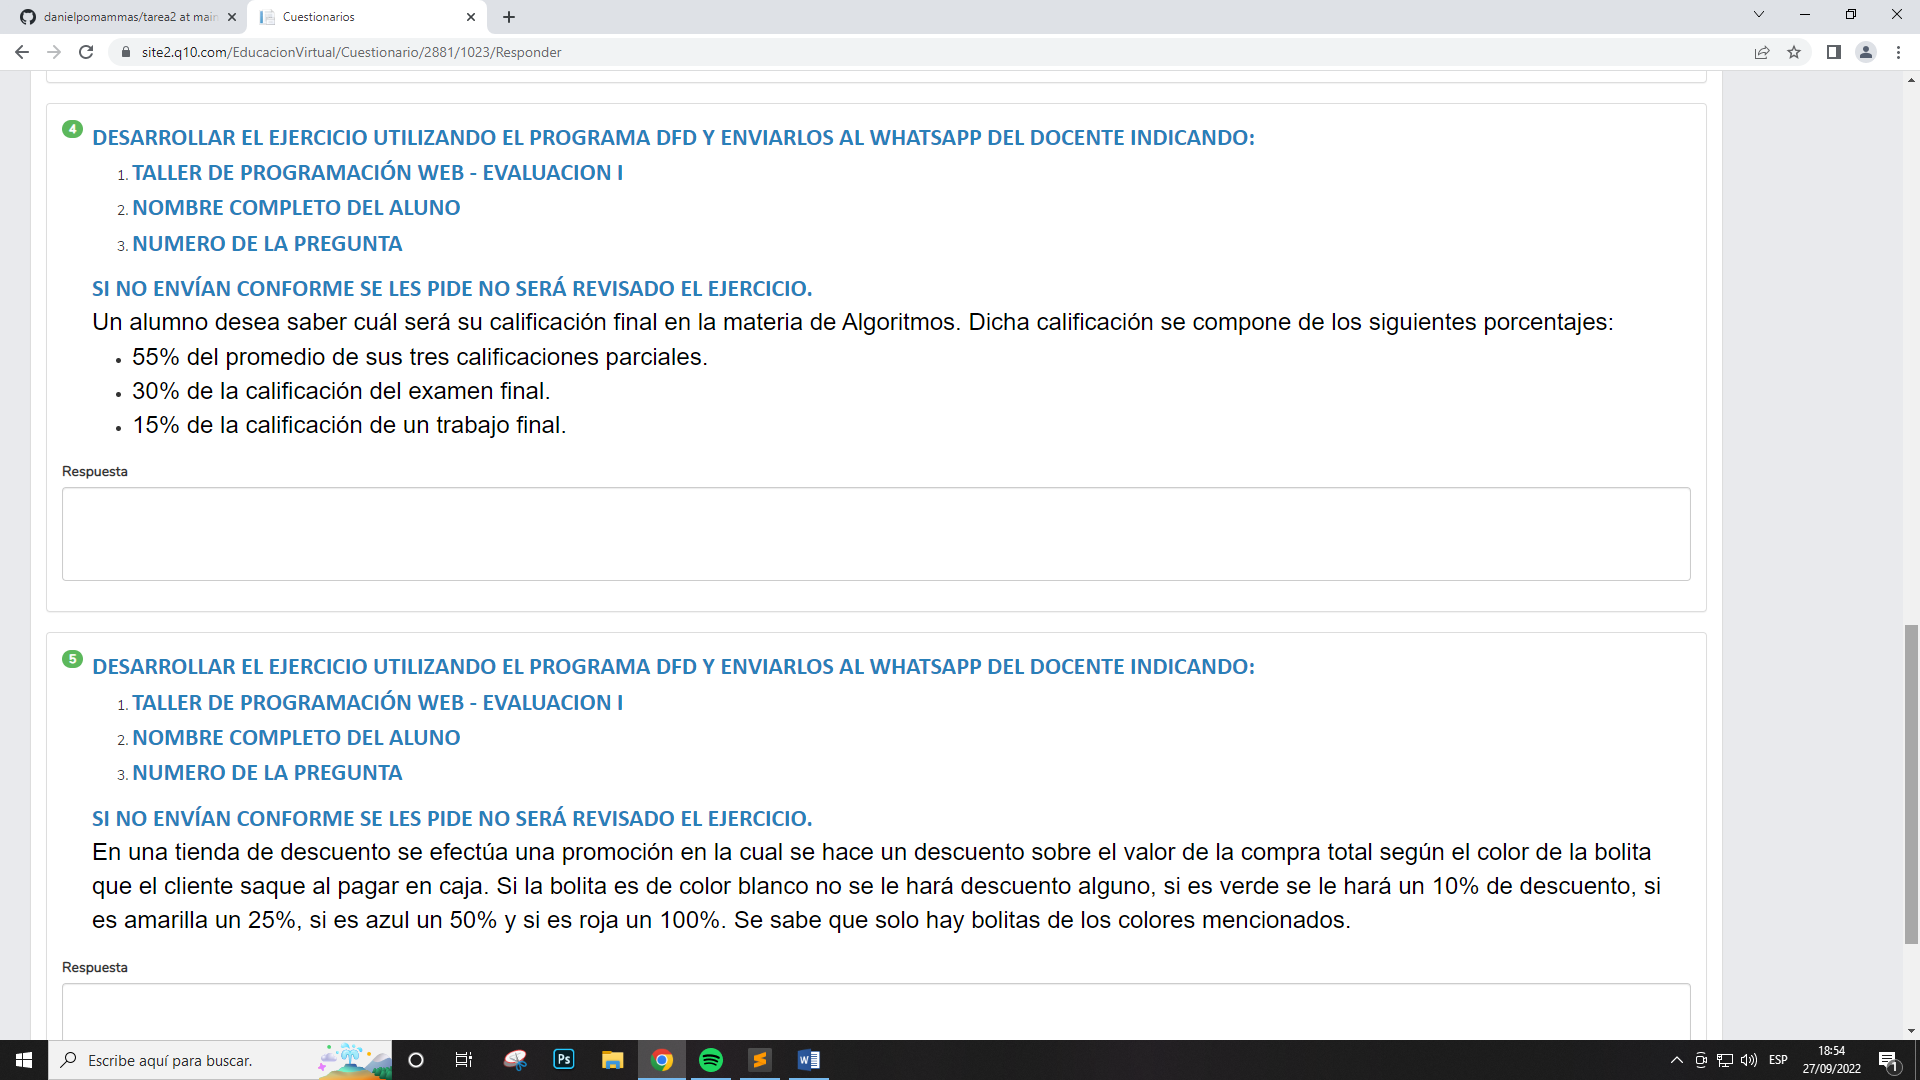 danielpomammas/tarea2 at main
Cuestionarios
site2.q10.com/EducacionVirtual/Cuestionario/2881/1023/Responder
4
DESARROLLAR EL EJERCICIO UTILIZANDO EL PROGRAMA DFD Y ENVIARLOS AL WHATSAPP DEL DOCENTE INDICANDO:
1. TALLER DE PROGRAMACIÓN WEB - EVALUACION I
2. NOMBRE COMPLETO DEL ALUNO
3. NUMERO DE LA PREGUNTA
SI NO ENVÍAN CONFORME SE LES PIDE NO SERÁ REVISADO EL EJERCICIO.
Un alumno desea saber cuál será su calificación final en la materia de Algoritmos. Dicha calificación se compone de los siguientes porcentajes:
• 55% del promedio de sus tres calificaciones parciales.
• 30% de la calificación del examen final.
• 15% de la calificación de un trabajo final.
Respuesta
5
DESARROLLAR EL EJERCICIO UTILIZANDO EL PROGRAMA DFD Y ENVIARLOS AL WHATSAPP DEL DOCENTE INDICANDO:
1. TALLER DE PROGRAMACIÓN WEB - EVALUACION I
2. NOMBRE COMPLETO DEL ALUNO
3. NUMERO DE LA PREGUNTA
SI NO ENVÍAN CONFORME SE LES PIDE NO SERÁ REVISADO EL EJERCICIO.
En una tienda de descuento se efectúa una promoción en la cual se hace un descuento sobre el valor de la compra total según el color de la bolita
que el cliente saque al pagar en caja. Si la bolita es de color blanco no se le hará descuento alguno, si es verde se le hará un 10% de descuento, si
es amarilla un 25%, si es azul un 50% y si es roja un 100%. Se sabe que solo hay bolitas de los colores mencionados.
Respuesta
Escribe aquí para buscar.
Ps
ESP
18:54
27/09/2022
1